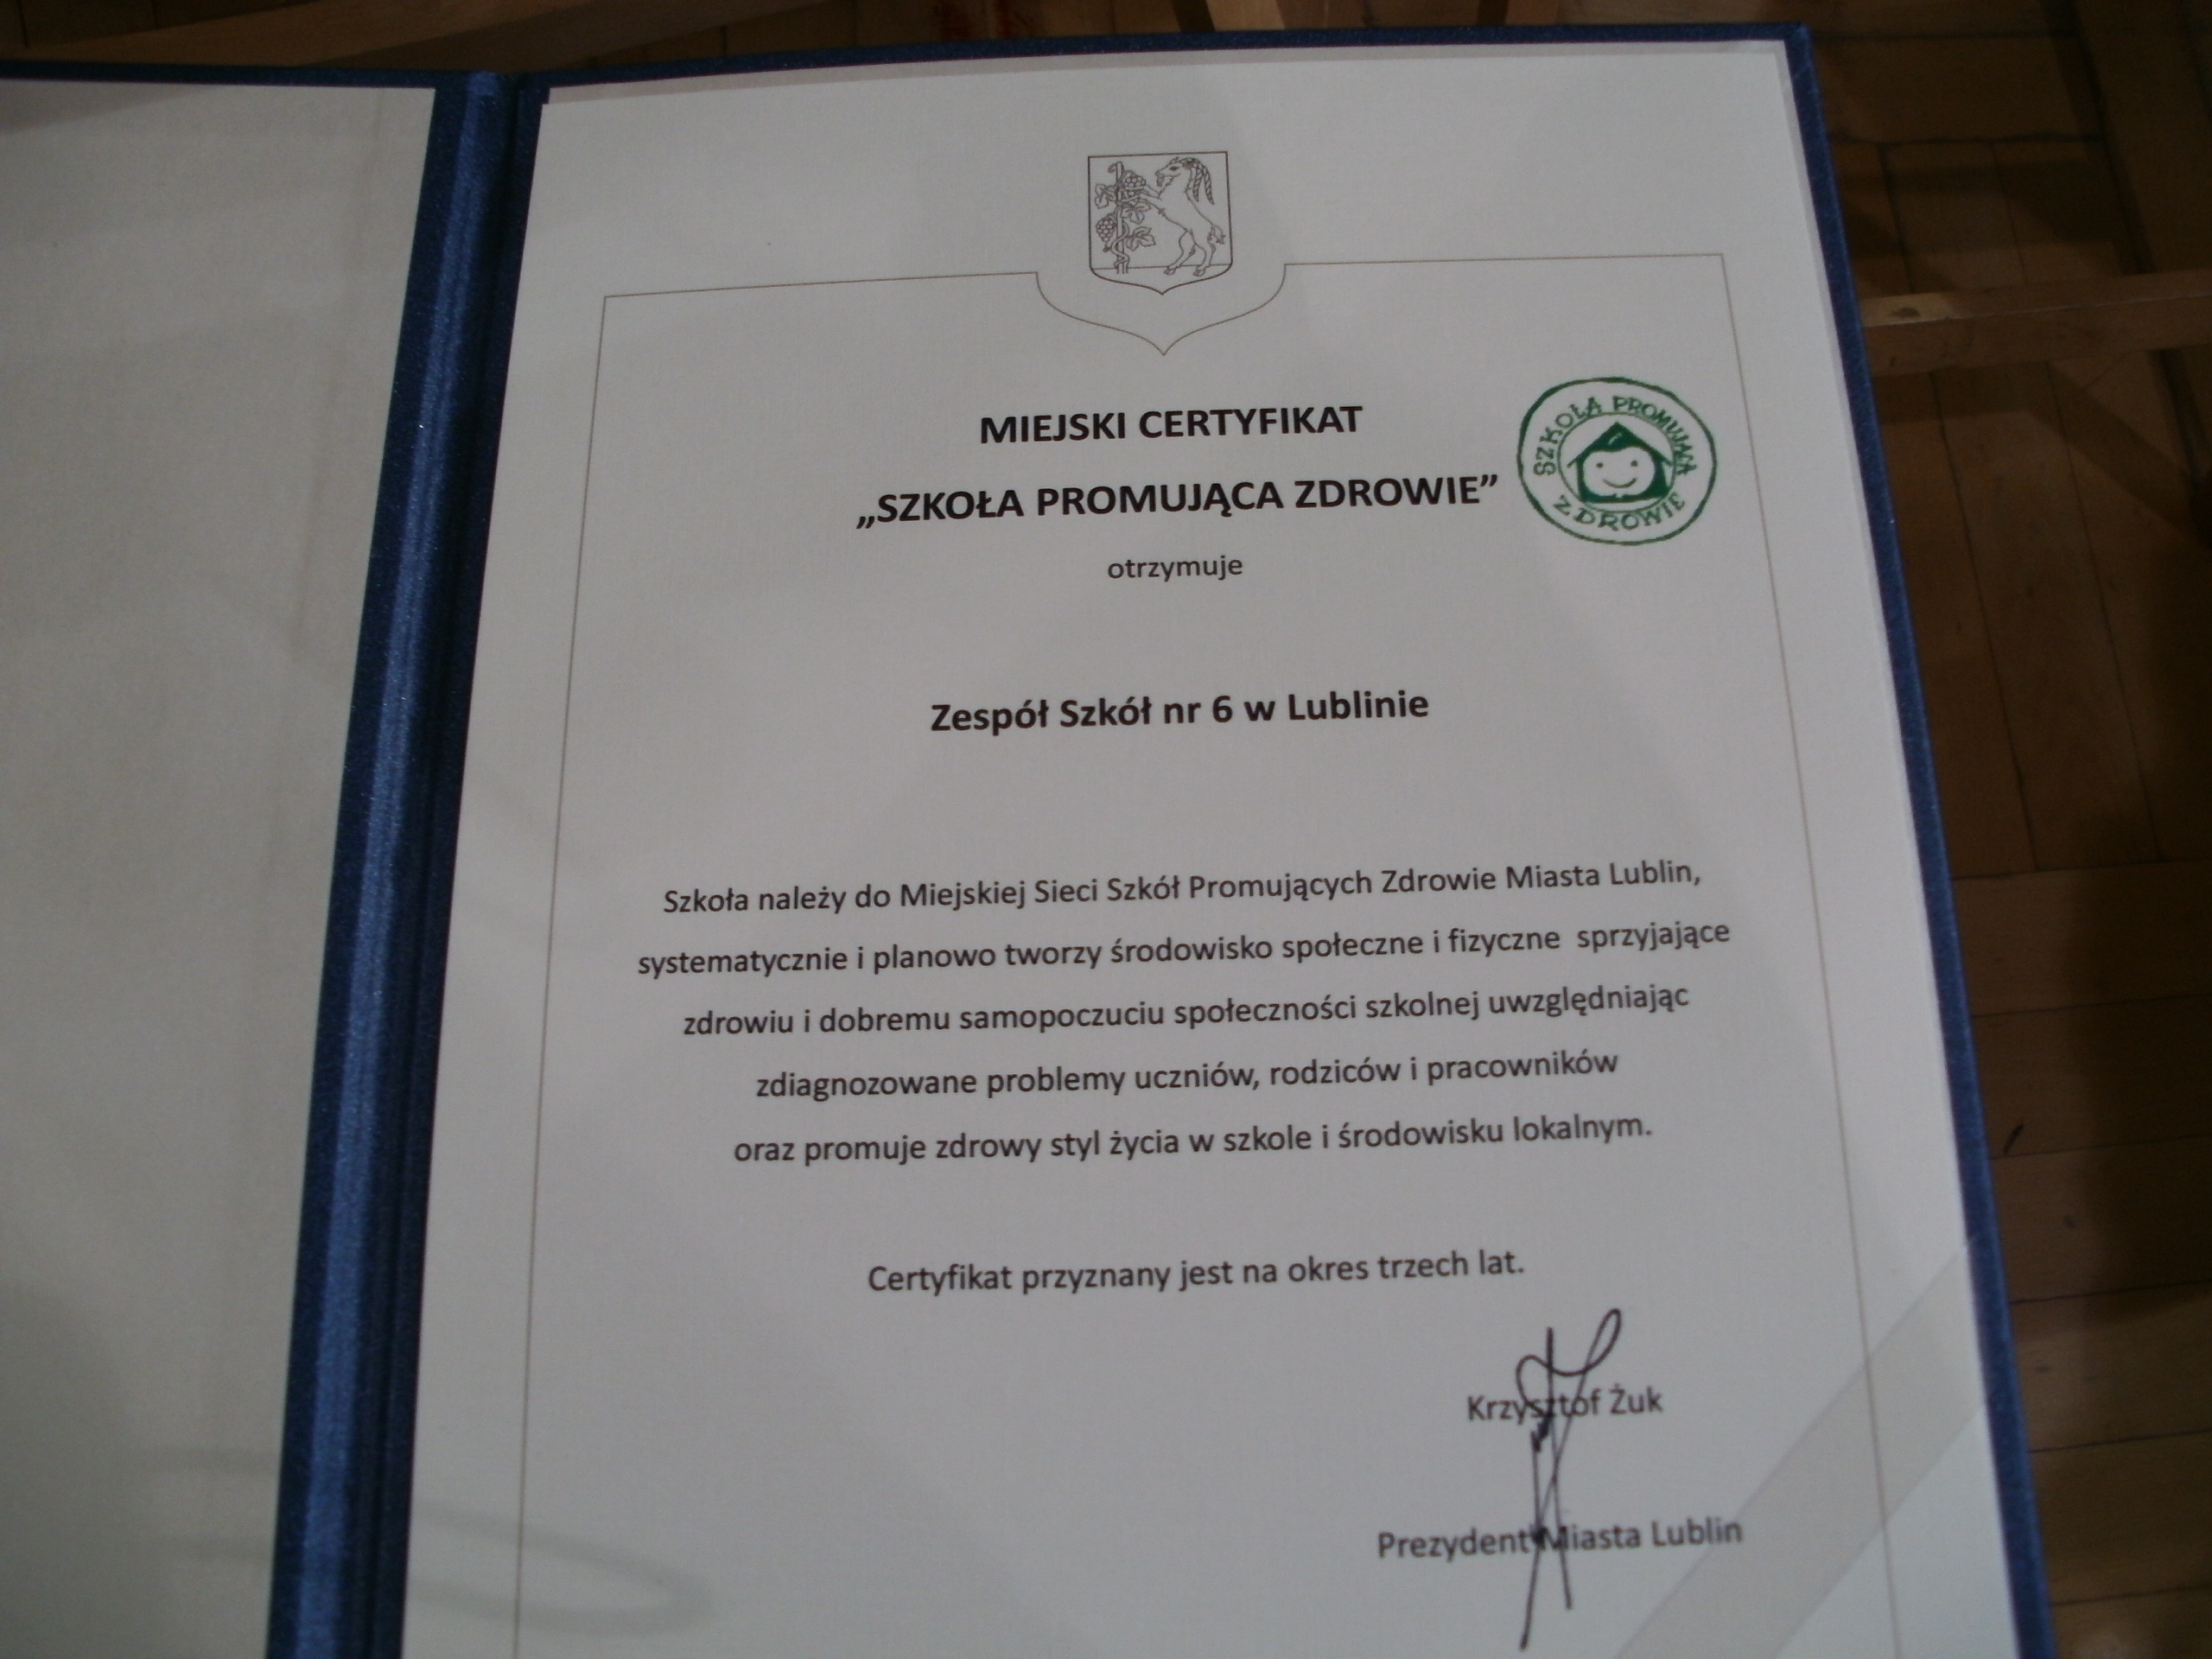 MIEJSKI CERTYFIKAT
„SZKOŁA PROMUJĄCA ZDROWIE”
SZKOŁA PROMUJĄCA
ZDROWIE
otrzymuje
Zespół Szkół nr 6 w Lublinie
Szkoła należy do Miejskiej Sieci Szkół Promujących Zdrowie Miasta Lublin,
systematycznie i planowo tworzy środowisko społeczne i fizyczne sprzyjające
zdrowiu i dobremu samopoczuciu społeczności szkolnej uwzględniając
zdiagnozowane problemy uczniów, rodziców i pracowników
oraz promuje zdrowy styl życia w szkole i środowisku lokalnym.
Certyfikat przyznany jest na okres trzech lat.
Krzysztof Żuk
Prezydent Miasta Lublin